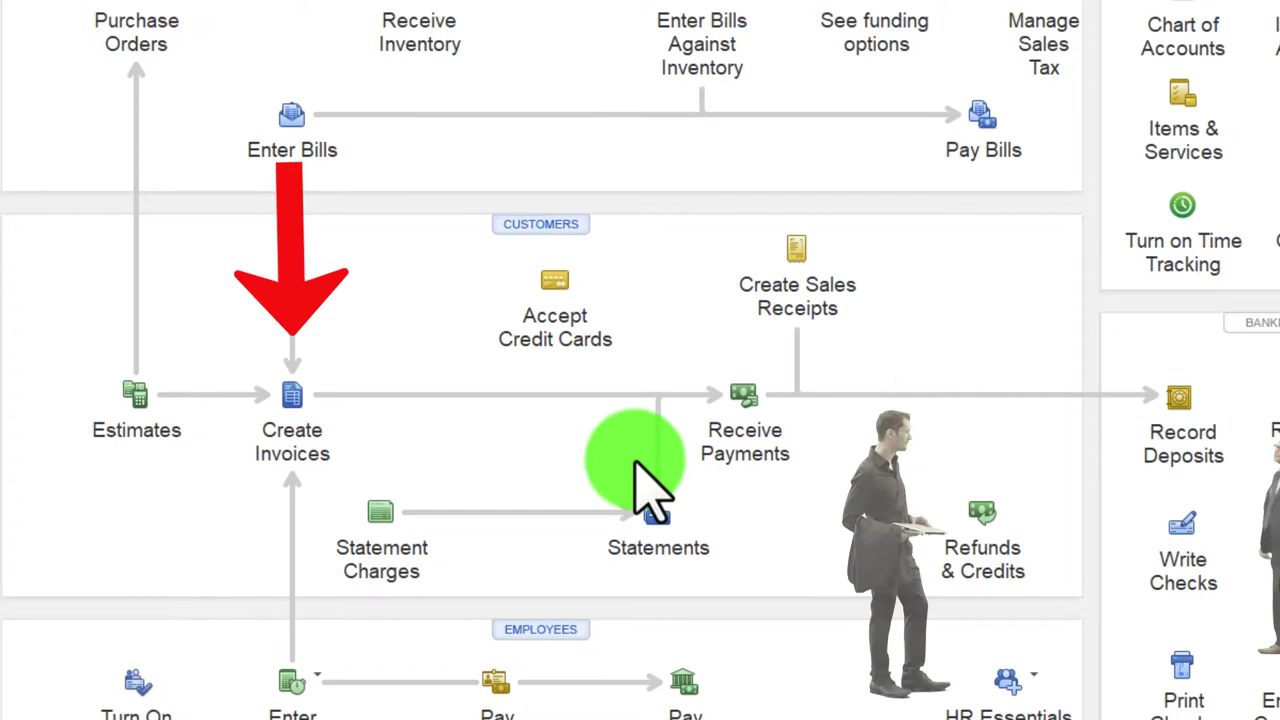 Purchase
Orders
Receive
Inventory
Enter Bills
Against
Inventory
See funding
options
Manage
Sales
Tax
Enter Bills
Pay Bills
Chart of
Accounts
Items &
Services
Turn on Time
Tracking
CUSTOMERS
Accept
Credit Cards
Create Sales
Receipts
Estimates
Create
Invoices
Receive
Payments
Statement
Charges
Statements
Refunds
& Credits
Record
Deposits
Write
Checks
Print
EMPLOYEES
Turn On
Enter
Pay
Pay
HR Essentials